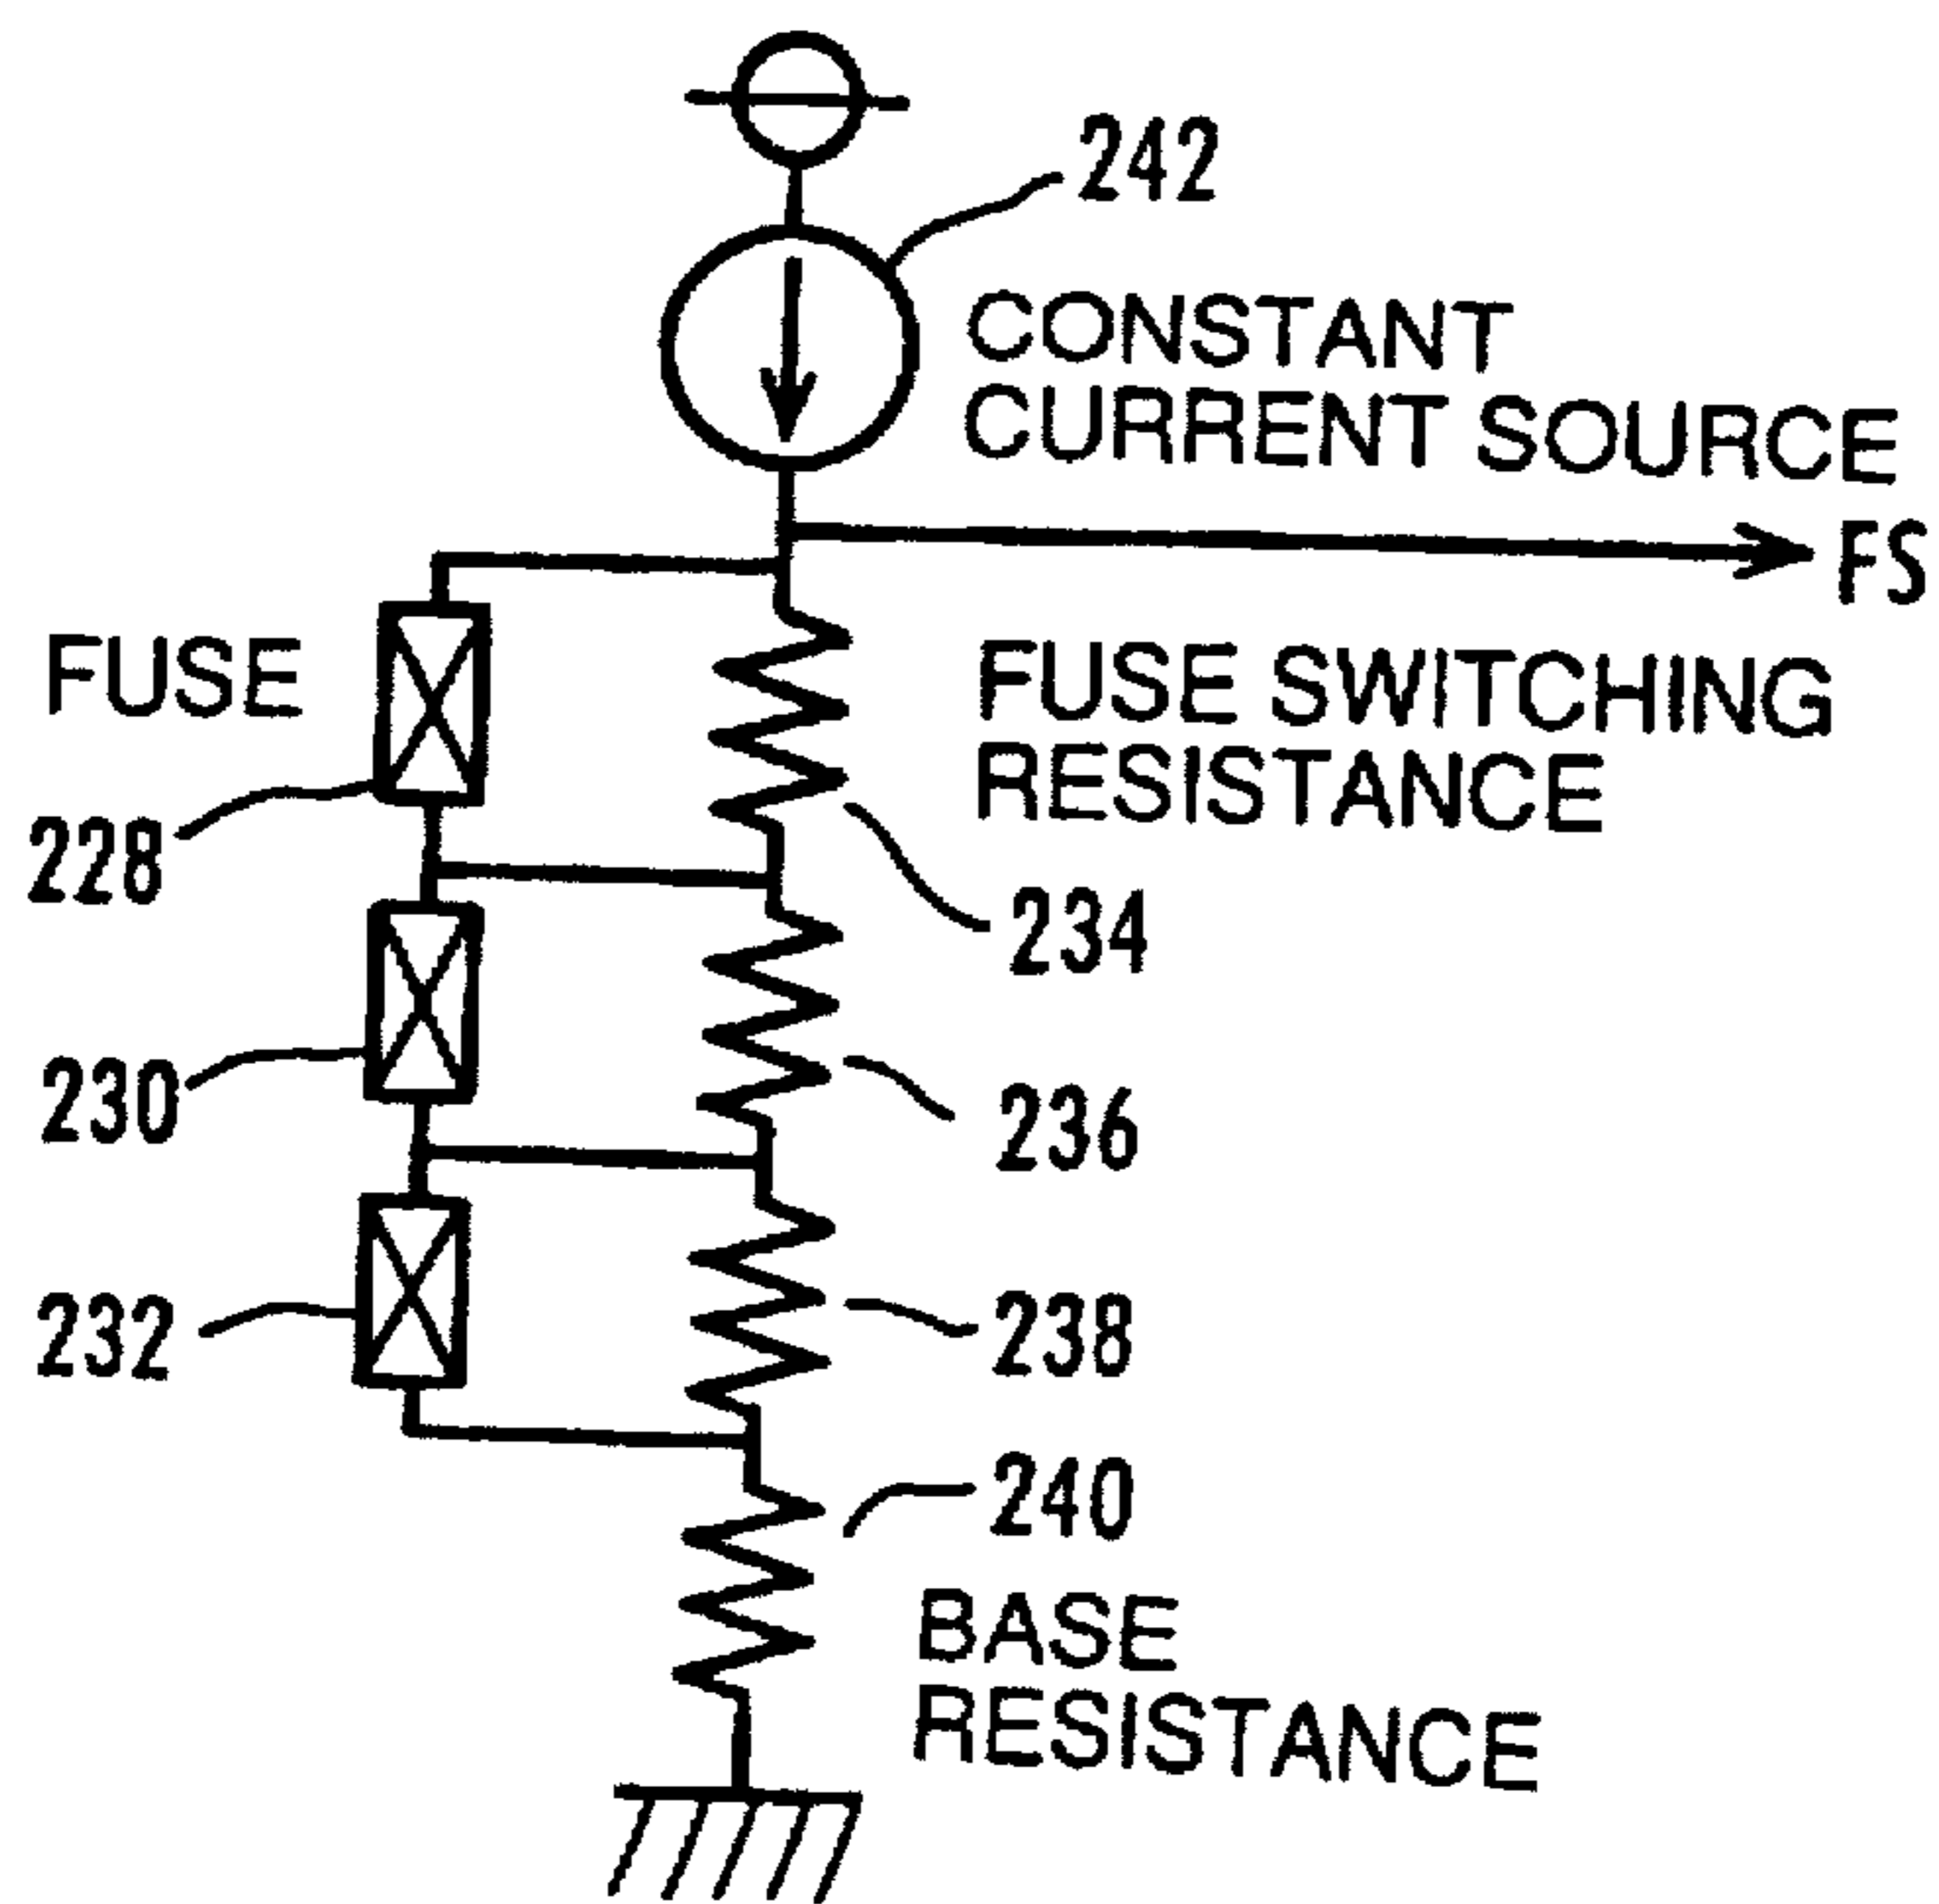 242
CONSTANT
CURRENT SOURCE
FS
FUSE
FUSE SWITCHING
RESISTANCE
228
234
230
236
232
238
240
BASE
RESISTANCE